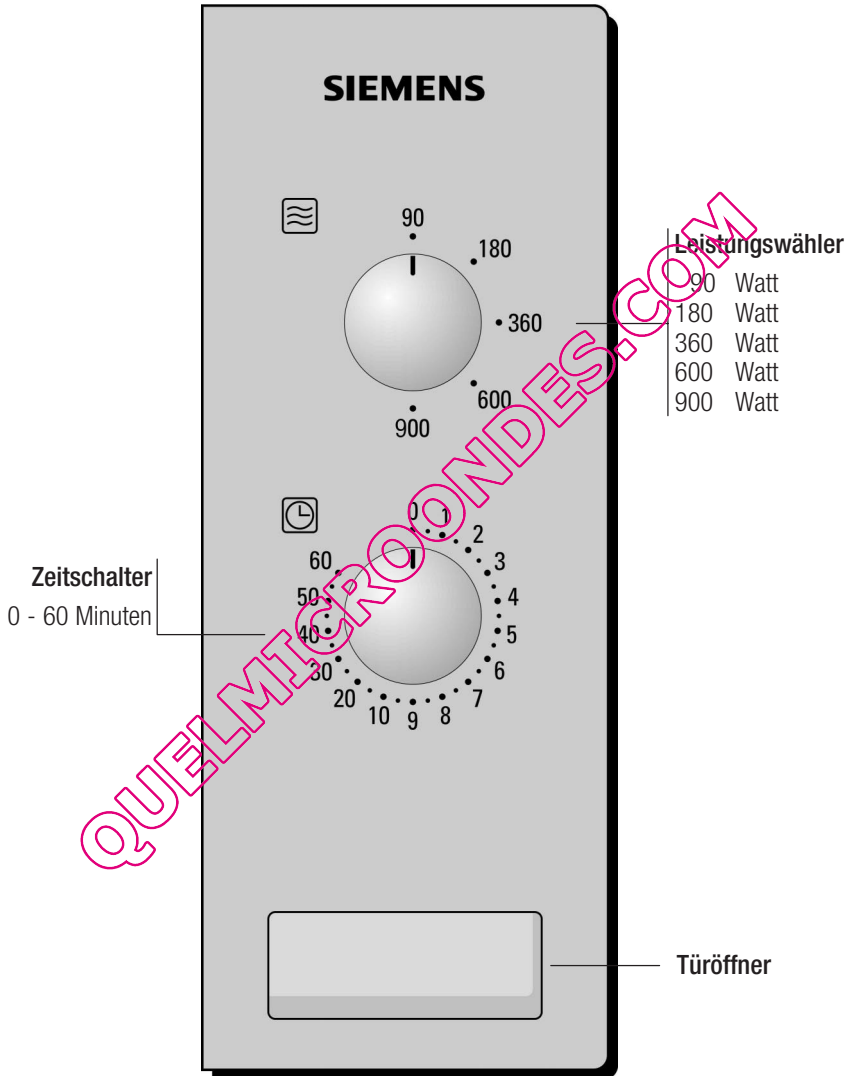 SIEMENS
90
180
360
600
900
Leistungswähler
90 Watt
180 Watt
360 Watt
600 Watt
900 Watt
0
1
2
3
4
5
6
7
8
9
10
20
30
40
50
60
Zeitschalter
0 - 60 Minuten
Türöffner
QUELMICROONDES.COM